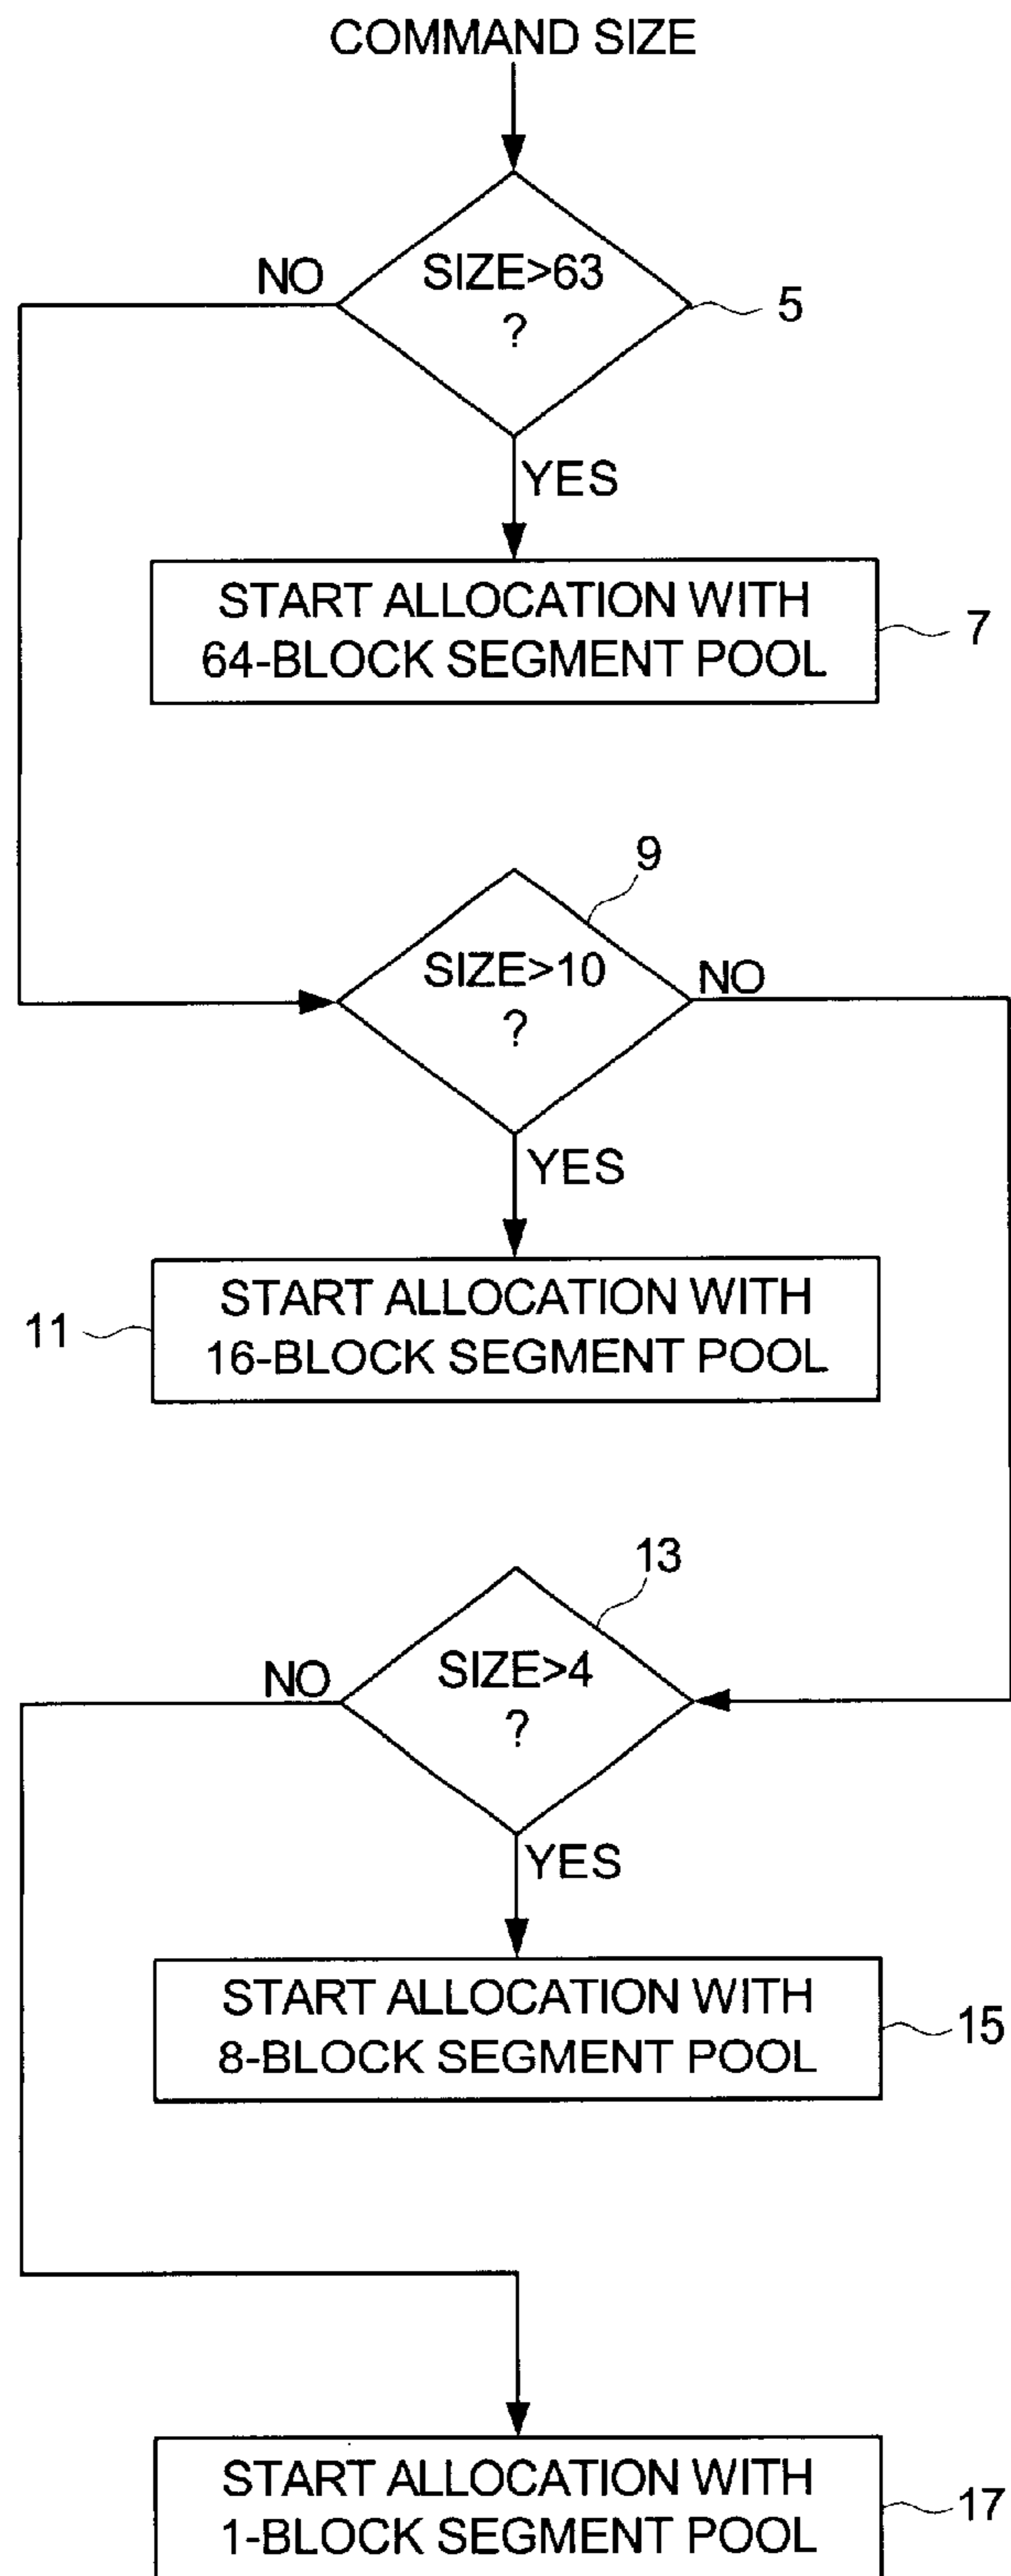 COMMAND SIZE
SIZE>63
?
NO
5
YES
START ALLOCATION WITH
64-BLOCK SEGMENT POOL
7
9
SIZE>10
?
NO
YES
START ALLOCATION WITH
16-BLOCK SEGMENT POOL
11
13
SIZE>4
?
NO
YES
START ALLOCATION WITH
8-BLOCK SEGMENT POOL
15
START ALLOCATION WITH
1-BLOCK SEGMENT POOL
17